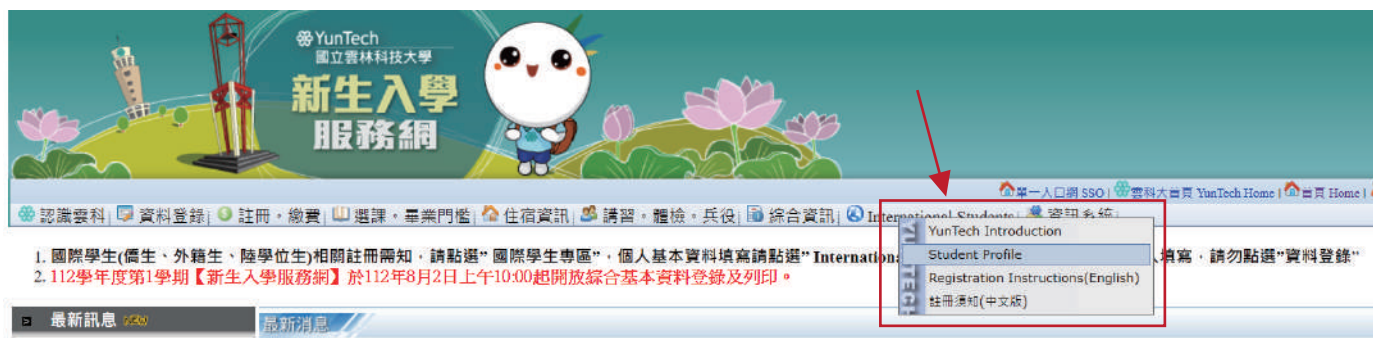 YunTech
國立雲林科技大學
新生入學
服務網
單一入口網 SSO | 雲科大首頁 YunTech Home | 首頁 Home |
認識雲科 | 資料登錄 | 註冊。繳費 | 選課。畢業門檻 | 住宿資訊 | 講習。體檢。兵役 | 綜合資訊 | International Students | 資訊系統 |
YunTech Introduction
Student Profile
Registration Instructions(English)
註冊須知(中文版)
1. 國際學生(僑生、外籍生、陸學位生)相關註冊需知，請點選" 國際學生專區"，個人基本資料填寫請點選" Internationa 填寫，請勿點選"資料登錄"
2. 112學年度第1學期【新生入學服務網】於112年8月2日上午10:00起開放綜合基本資料登錄及列印。
最新訊息 NEW
最新消息